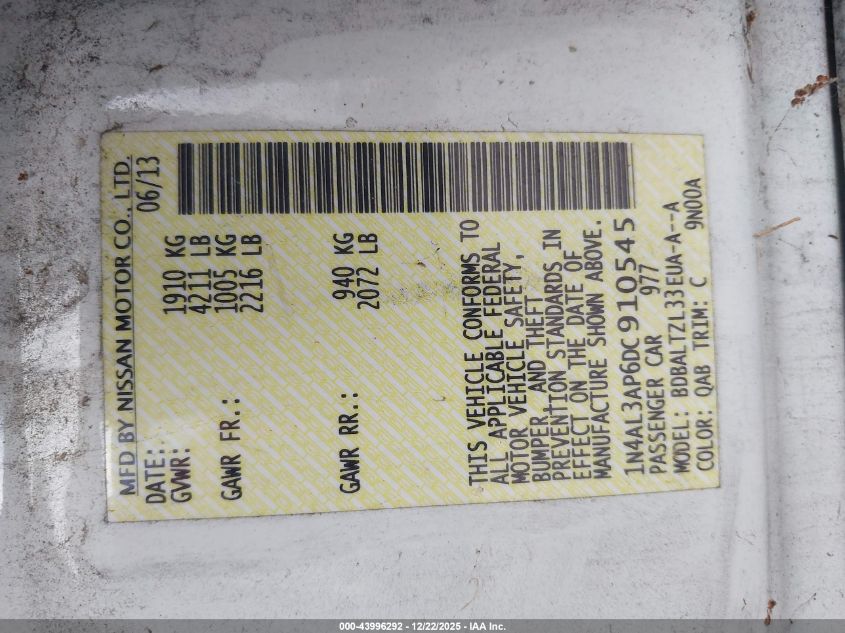 MFD BY NISSAN MOTOR CO., LTD.
DATE: 06/13
GVWR: 1910 KG
4211 LB
GAWR FR.: 1005 KG
2216 LB
GAWR RR.: 940 KG
2072 LB
THIS VEHICLE CONFORMS TO
ALL APPLICABLE FEDERAL
MOTOR VEHICLE SAFETY,
BUMPER, AND THEFT
PREVENTION STANDARDS IN
EFFECT ON THE DATE OF
MANUFACTURE SHOWN ABOVE.
1N4AL3AP6DC910545
PASSENGER CAR 977
MODEL: BDBALTZL33EUA-A--A
COLOR: QAB TRIM: C 9N00A
000-43996292 - 12/22/2025 - IAA Inc.